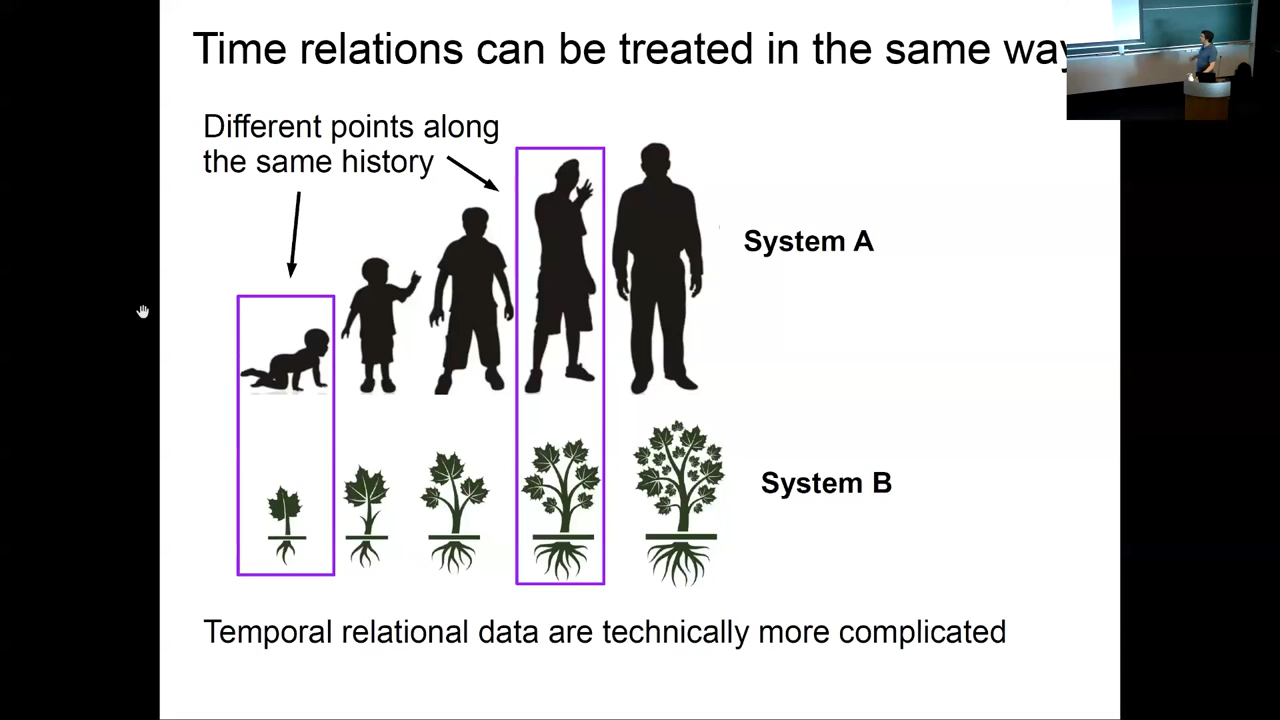 Time relations can be treated in the same way
Different points along
the same history
System A
System B
Temporal relational data are technically more complicated